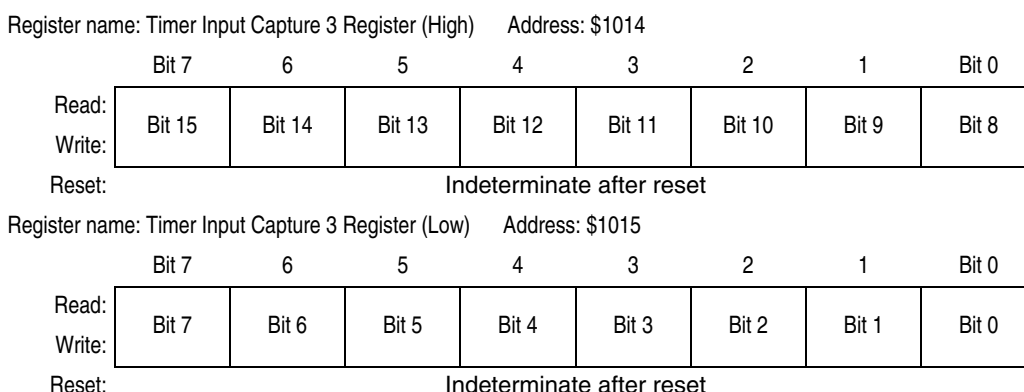 Register name: Timer Input Capture 3 Register (High) Address: $1014
Bit 7 6 5 4 3 2 1 Bit 0
Read:
Bit 15 Bit 14 Bit 13 Bit 12 Bit 11 Bit 10 Bit 9 Bit 8
Write:
Reset: Indeterminate after reset
Register name: Timer Input Capture 3 Register (Low) Address: $1015
Bit 7 6 5 4 3 2 1 Bit 0
Read:
Bit 7 Bit 6 Bit 5 Bit 4 Bit 3 Bit 2 Bit 1 Bit 0
Write:
Reset: Indeterminate after reset